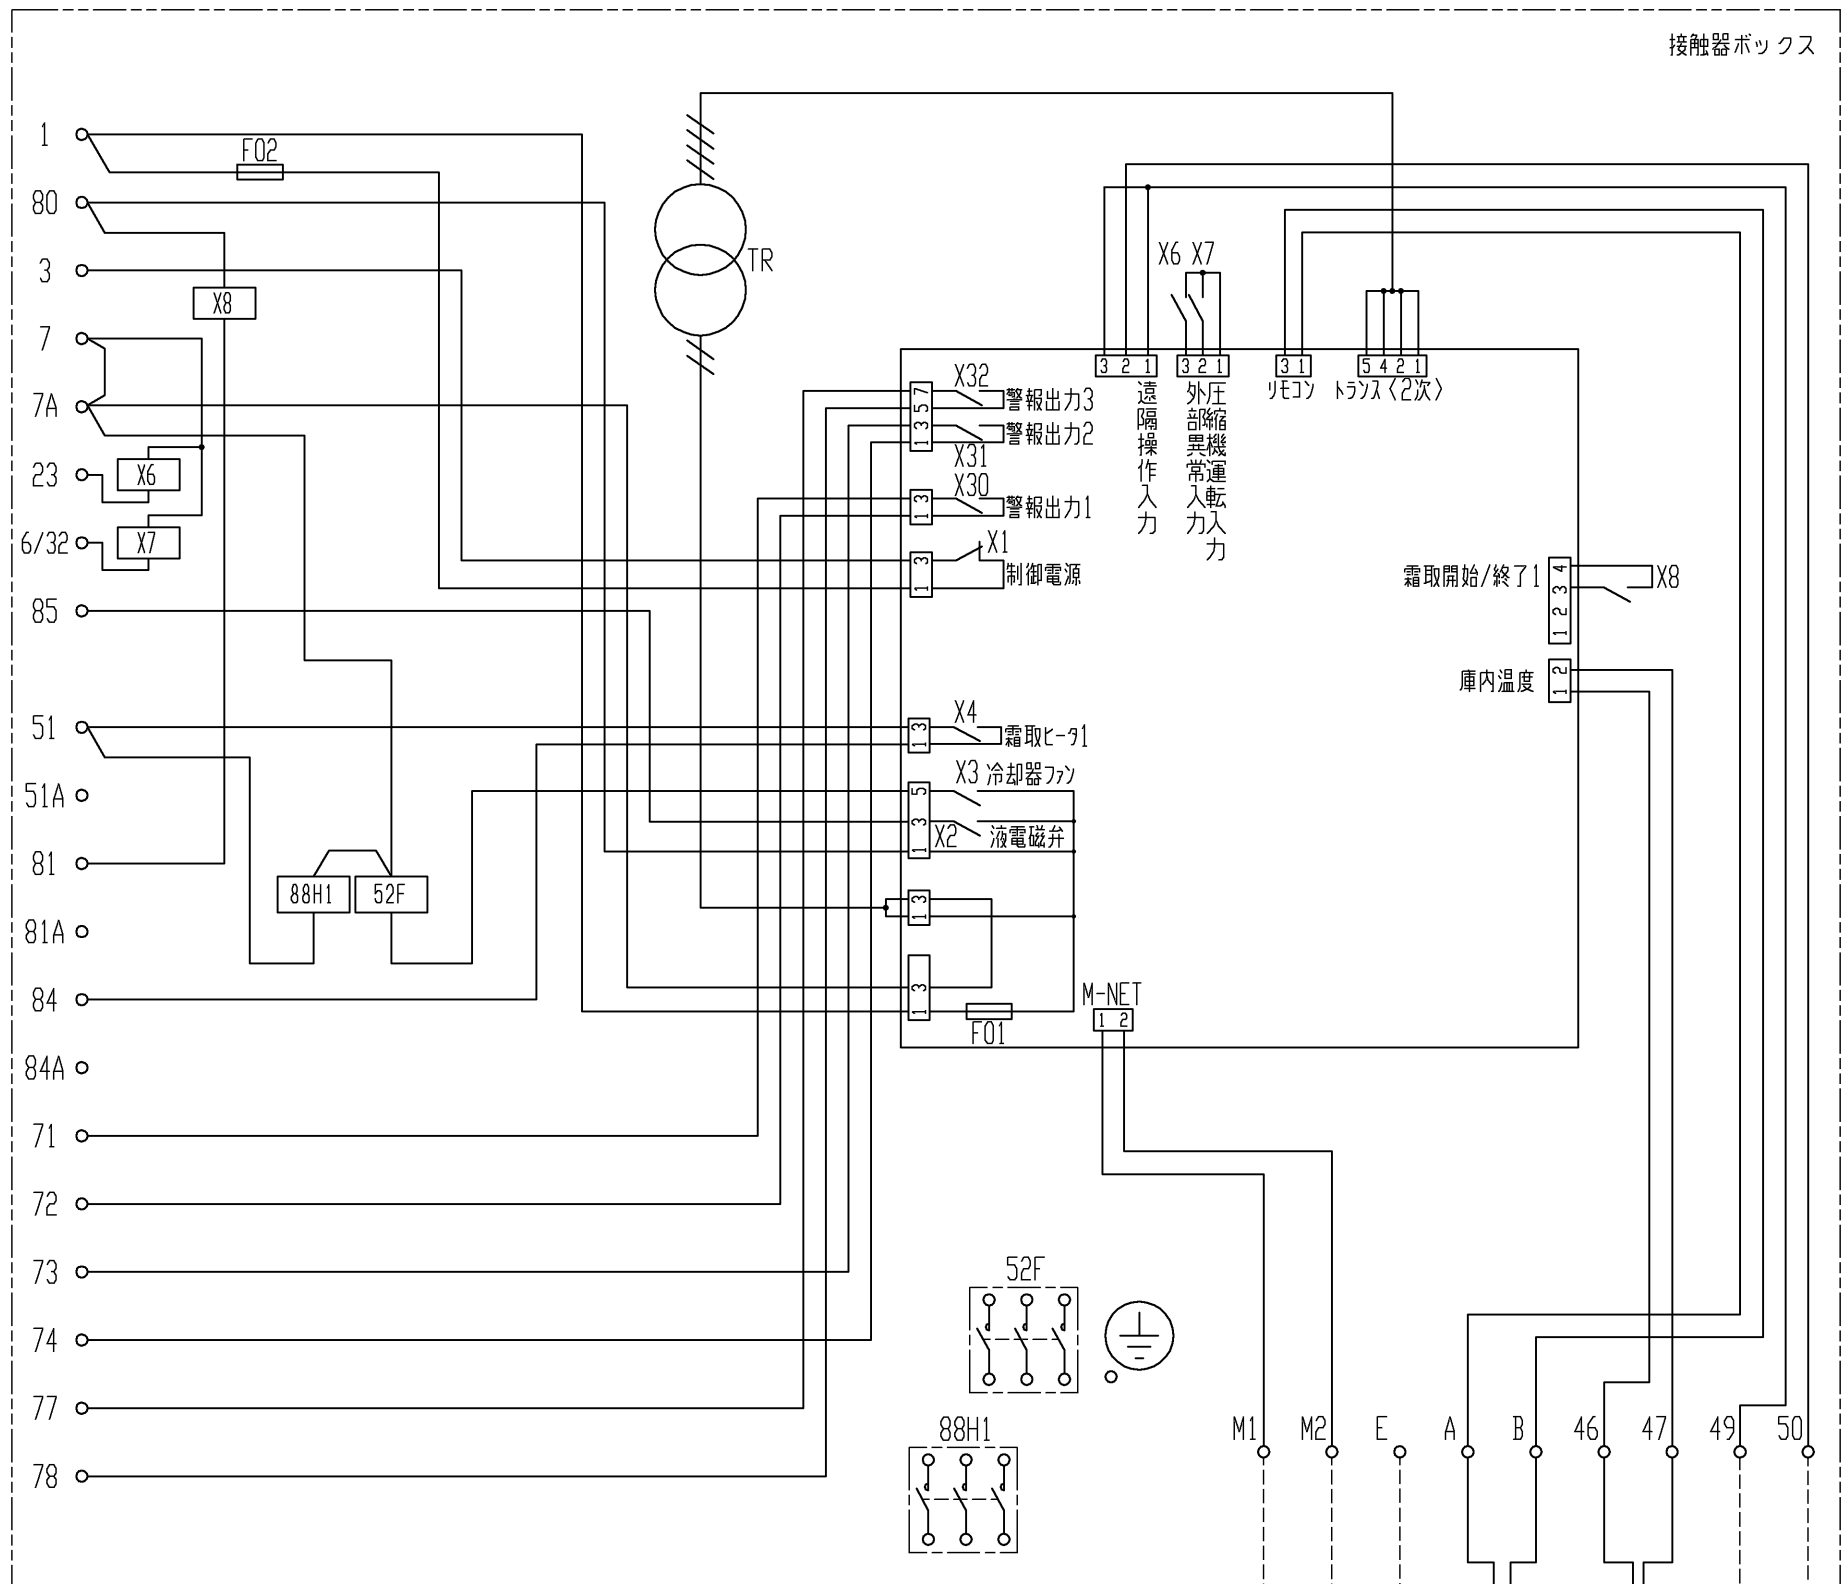 接触器ボックス
1
F02
80
TR
3
X6 X7
X8
7
3 2 1
3 2 1
3 1
5 4 2 1
遠隔操作入力
外部異常入力
圧縮機運転入力
リモコン
トランス〈2次〉
7A
X32
7
5
3
1
警報出力3
警報出力2
X31
23
X6
X30
3
1
警報出力1
6/32
X7
X1
3
1
制御電源
霜取開始/終了1
4
3
2
1
X8
85
庫内温度
2
1
51
X4
3
1
霜取ヒータ1
51A
X3 冷却器ファン
5
3
1
X2 液電磁弁
81
88H1
52F
3
1
81A
84
3
1
F01
M-NET
1 2
84A
71
72
73
52F
74
77
88H1
M1 M2 E A B 46 47 49 50
78